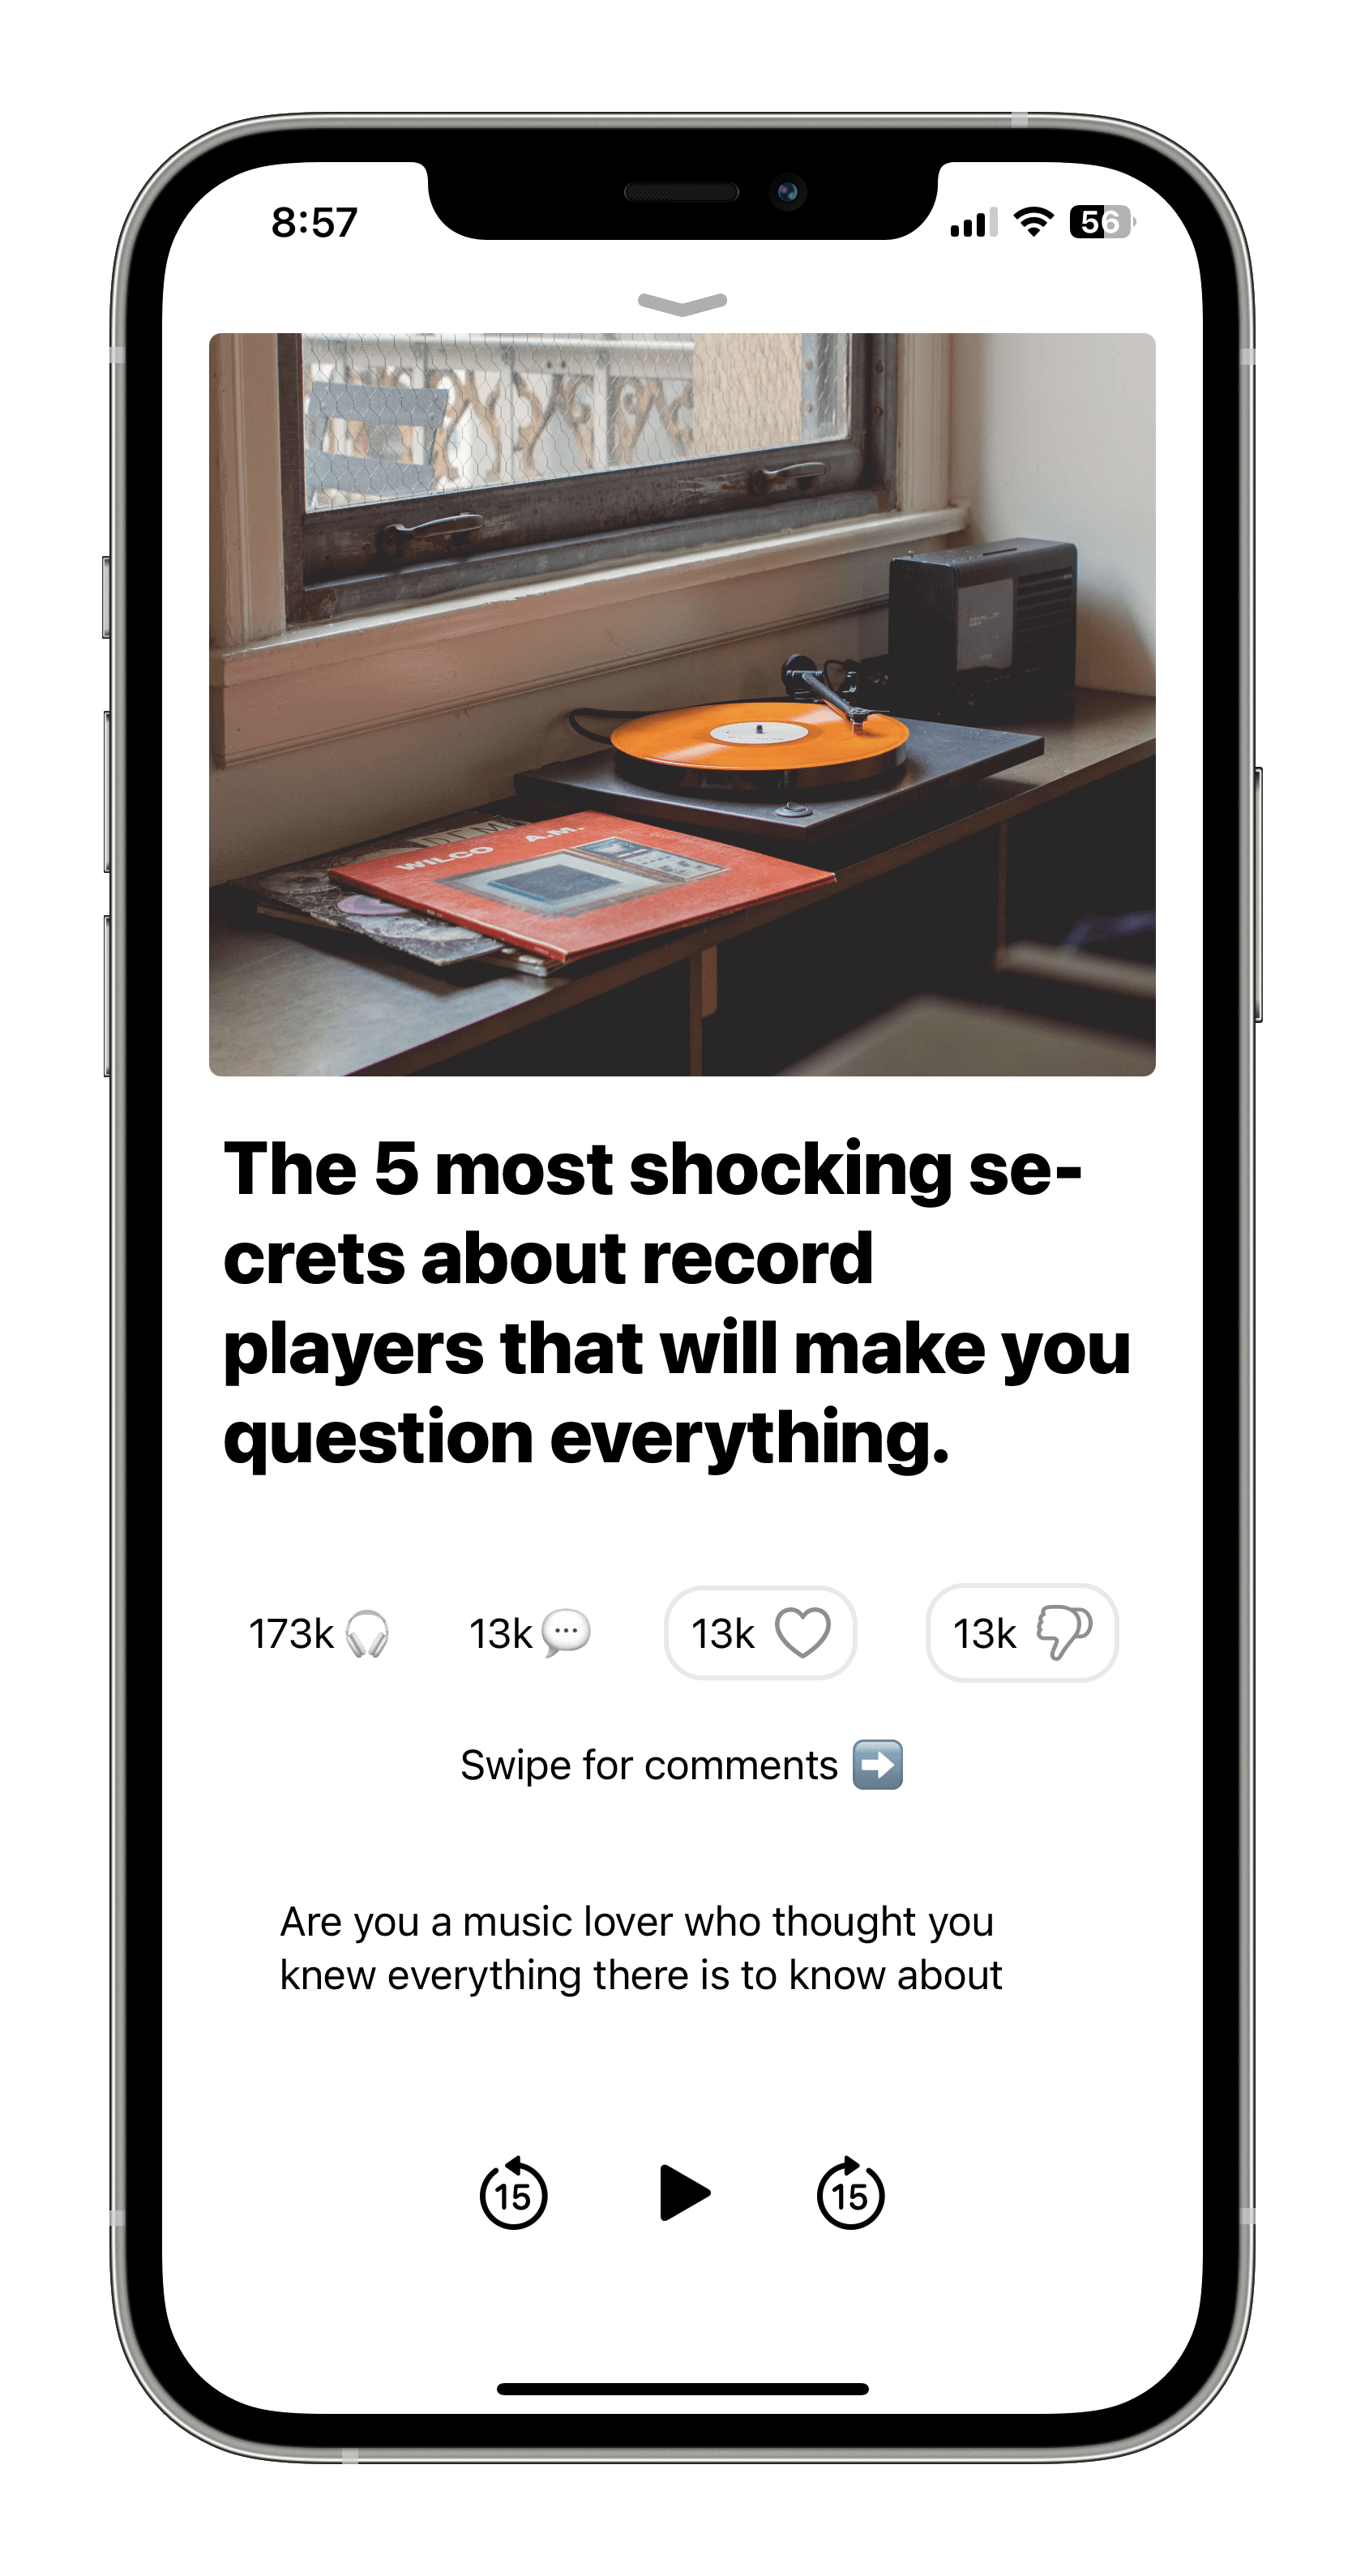 8:57
56
WILCO A.M.
The 5 most shocking se-
crets about record
players that will make you
question everything.
173k 13k 13k 13k
Swipe for comments ➡️
Are you a music lover who thought you
knew everything there is to know about
15 15